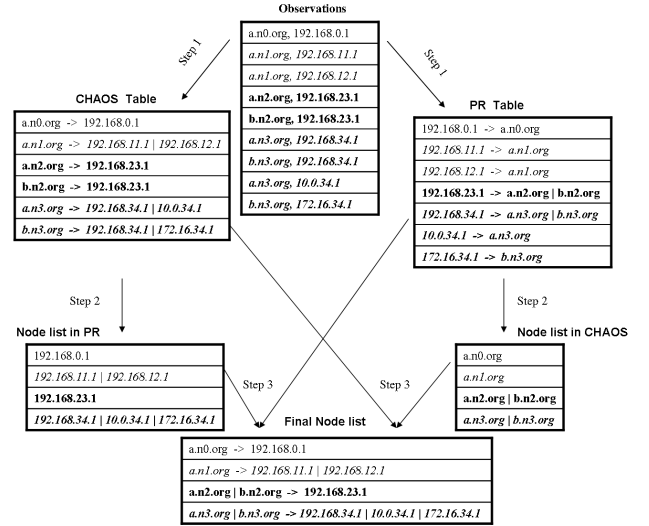 Observations
a.n0.org, 192.168.0.1
a.n1.org, 192.168.11.1
a.n1.org, 192.168.12.1
a.n2.org, 192.168.23.1
b.n2.org, 192.168.23.1
a.n3.org, 192.168.34.1
b.n3.org, 192.168.34.1
a.n3.org, 10.0.34.1
b.n3.org, 172.16.34.1
Step 1
Step 1
CHAOS Table
a.n0.org -> 192.168.0.1
a.n1.org -> 192.168.11.1 | 192.168.12.1
a.n2.org -> 192.168.23.1
b.n2.org -> 192.168.23.1
a.n3.org -> 192.168.34.1 | 10.0.34.1
b.n3.org -> 192.168.34.1 | 172.16.34.1
PR Table
192.168.0.1 -> a.n0.org
192.168.11.1 -> a.n1.org
192.168.12.1 -> a.n1.org
192.168.23.1 -> a.n2.org | b.n2.org
192.168.34.1 -> a.n3.org | b.n3.org
10.0.34.1 -> a.n3.org
172.16.34.1 -> b.n3.org
Step 2
Step 2
Node list in PR
192.168.0.1
192.168.11.1 | 192.168.12.1
192.168.23.1
192.168.34.1 | 10.0.34.1 | 172.16.34.1
Node list in CHAOS
a.n0.org
a.n1.org
a.n2.org | b.n2.org
a.n3.org | b.n3.org
Step 3
Step 3
Final Node list
a.n0.org -> 192.168.0.1
a.n1.org -> 192.168.11.1 | 192.168.12.1
a.n2.org | b.n2.org -> 192.168.23.1
a.n3.org | b.n3.org -> 192.168.34.1 | 10.0.34.1 | 172.16.34.1